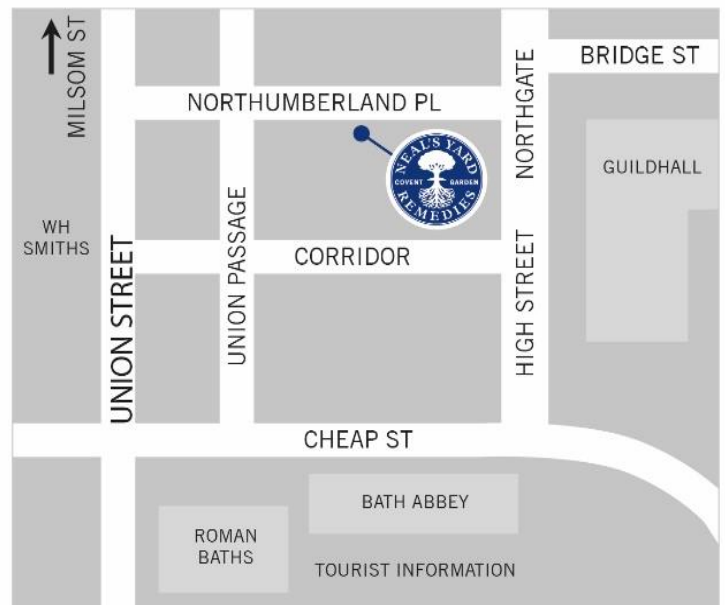 MILSOM ST
BRIDGE ST
NORTHUMBERLAND PL
NORTHGATE
HIGH STREET
NEAL'S YARD
COVENT GARDEN
REMEDIES
GUILDHALL
WH
SMITHS
UNION STREET
UNION PASSAGE
CORRIDOR
CHEAP ST
BATH ABBEY
ROMAN
BATHS
TOURIST INFORMATION